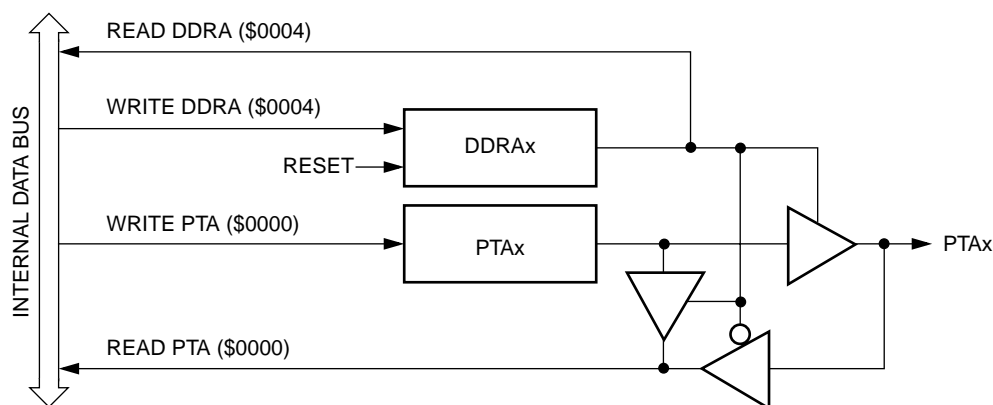 READ DDRA ($0004)
WRITE DDRA ($0004)
DDRAx
RESET
INTERNAL DATA BUS
WRITE PTA ($0000)
PTAx
PTAx
READ PTA ($0000)